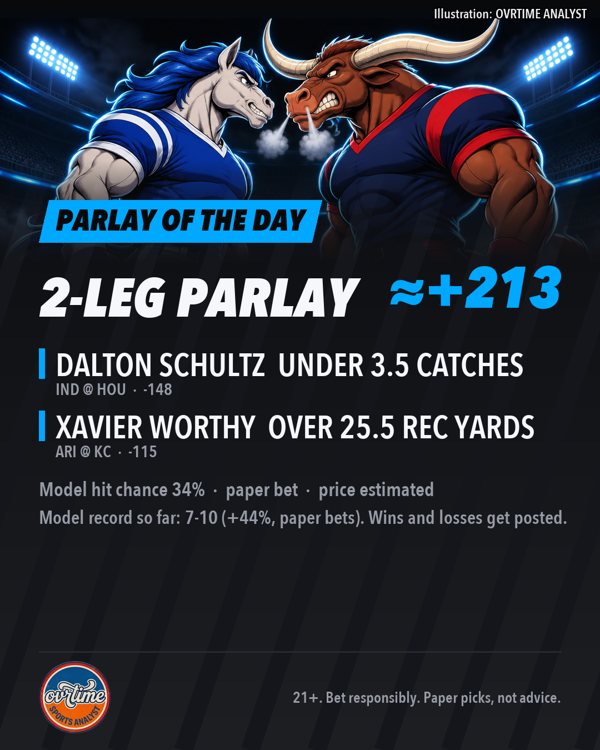 Illustration: OVRTIME ANALYST
PARLAY OF THE DAY
2-LEG PARLAY ≈+213
DALTON SCHULTZ UNDER 3.5 CATCHES
IND @ HOU · -148
XAVIER WORTHY OVER 25.5 REC YARDS
ARI @ KC · -115
Model hit chance 34% · paper bet · price estimated
Model record so far: 7-10 (+44%, paper bets). Wins and losses get posted.
ovrtime
SPORTS ANALYST
21+. Bet responsibly. Paper picks, not advice.